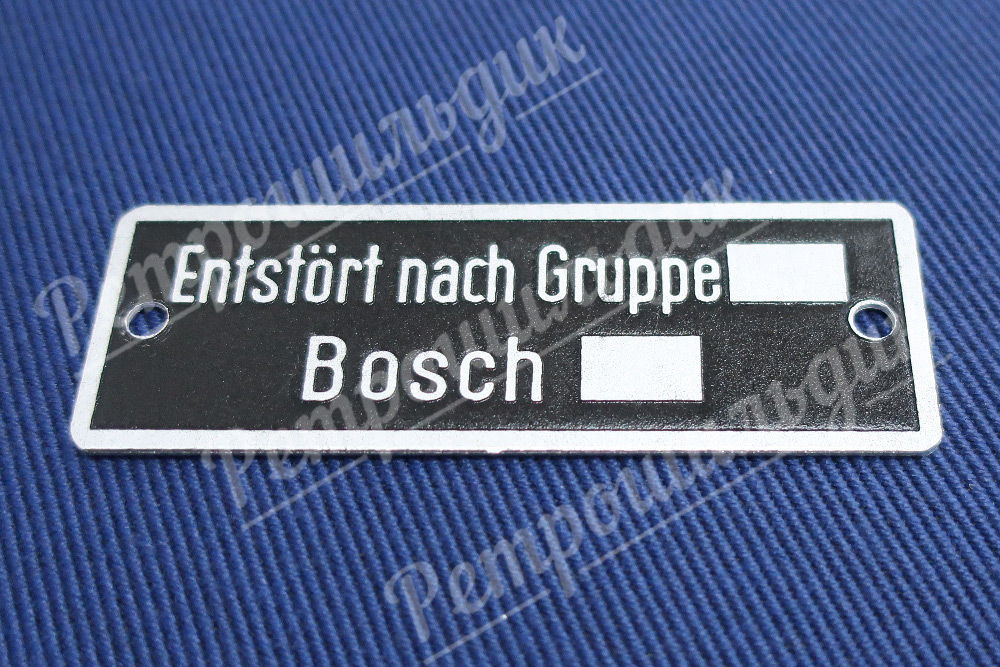 Ретрошильдик
Ретрошильдик
Entstört nach Gruppe
Bosch
Ретрошильдик
Ретрошильдик